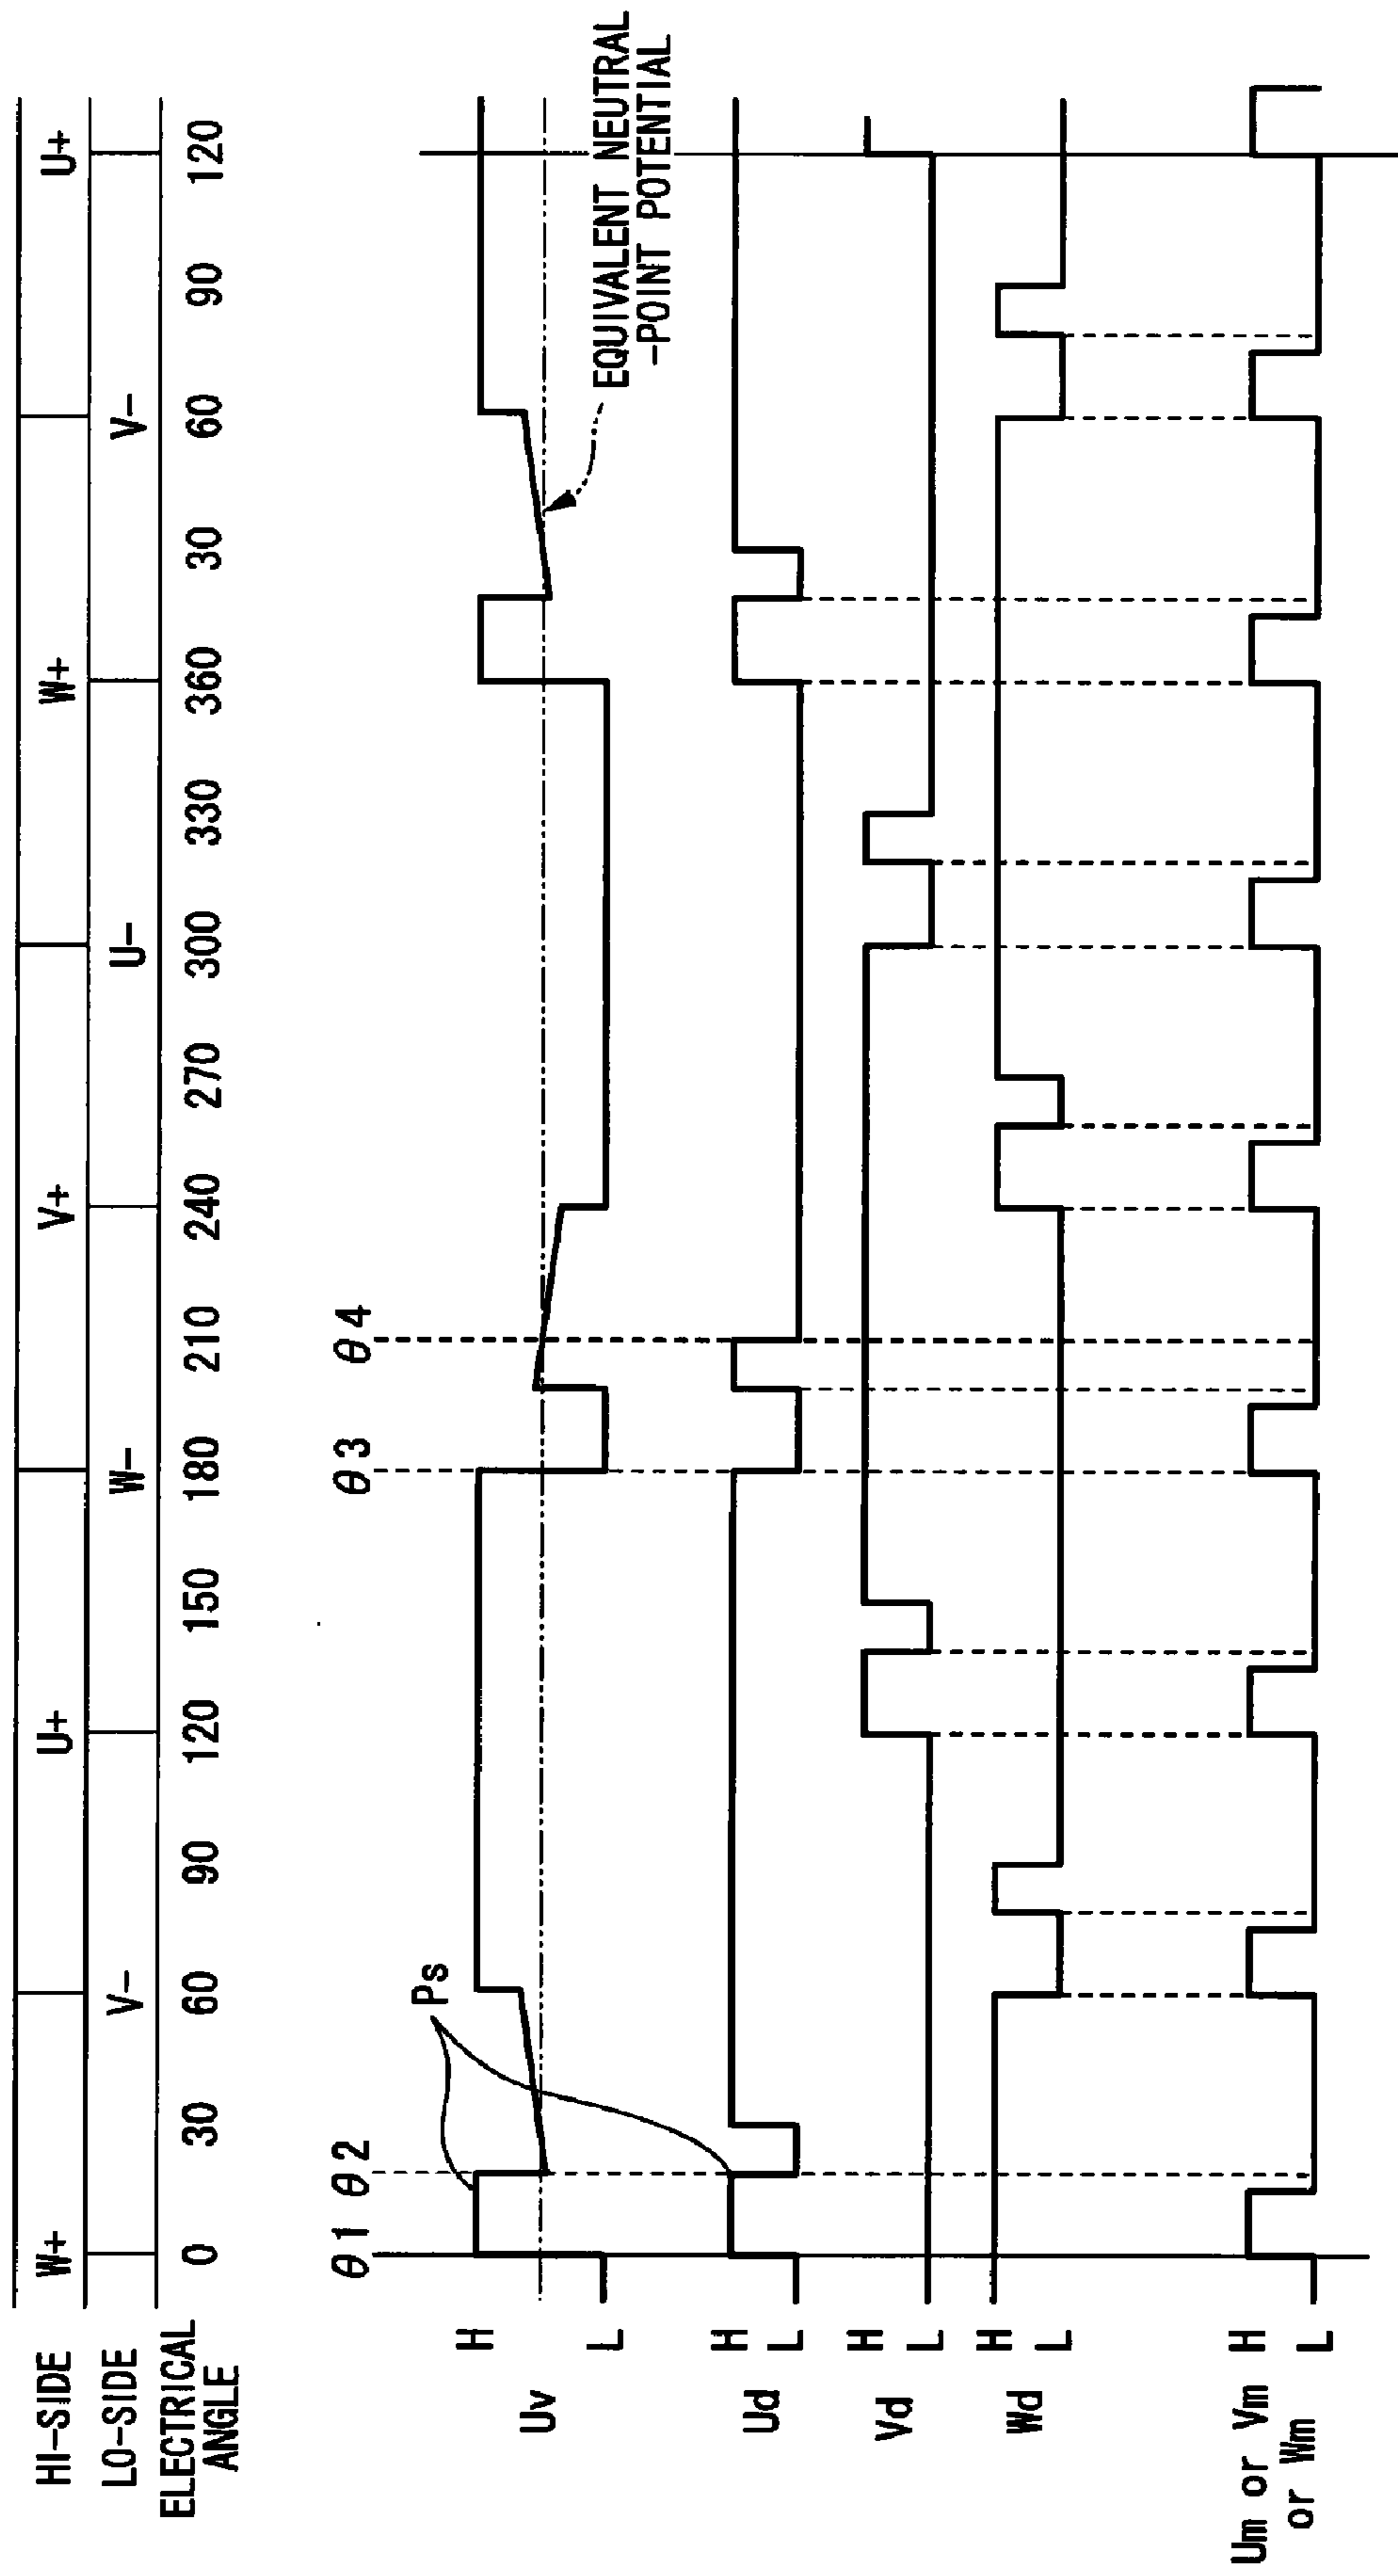 HI-SIDE W+ U+ V+ W+ U+
LO-SIDE V- W- U- V-
ELECTRICAL ANGLE 0 30 60 90 120 150 180 210 240 270 300 330 360 30 60 90 120
θ1 θ2 θ3 θ4
Ps
Uv H L
EQUIVALENT NEUTRAL
-POINT POTENTIAL
Ud H L
Vd H L
Wd H L
Um or Vm
or Wm
H L